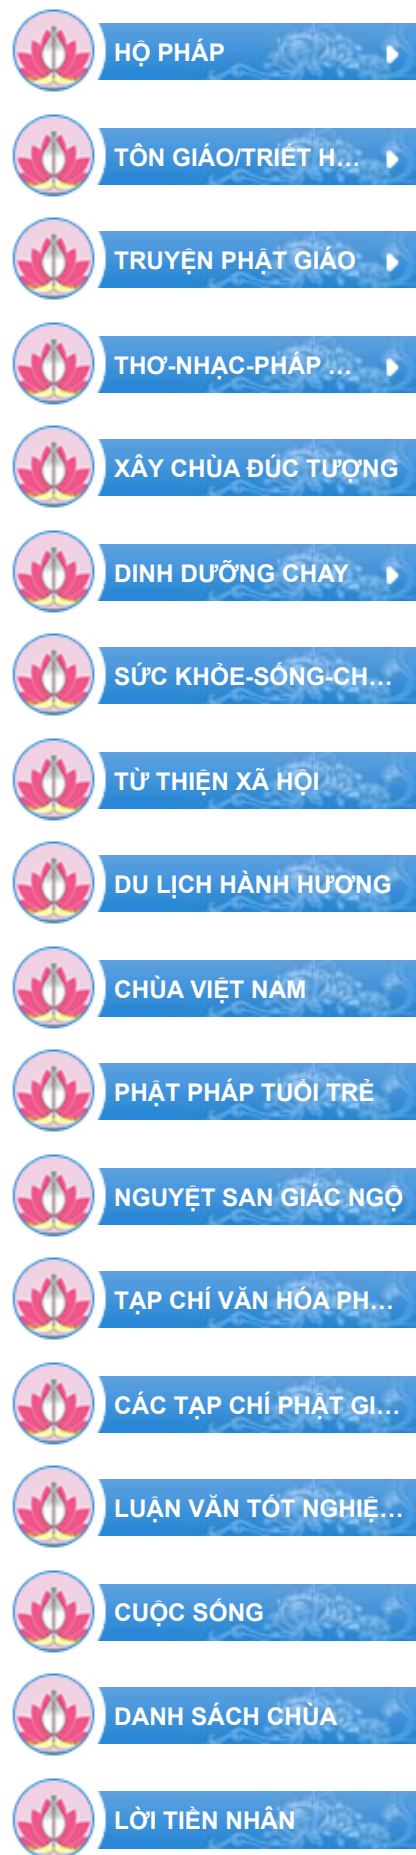 HỘ PHÁP
TÔN GIÁO/TRIẾT H...
TRUYỆN PHẬT GIÁO
THƠ-NHẠC-PHÁP ...
XÂY CHÙA ĐÚC TƯỢNG
DINH DƯỠNG CHAY
SỨC KHỎE-SỐNG-CH...
TỪ THIỆN XÃ HỘI
DU LỊCH HÀNH HƯƠNG
CHÙA VIỆT NAM
PHẬT PHÁP TUỔI TRẺ
NGUYỆT SAN GIÁC NGỘ
TẠP CHÍ VĂN HÓA PH...
CÁC TẠP CHÍ PHẬT GI...
LUẬN VĂN TỐT NGHIỆ...
CUỘC SỐNG
DANH SÁCH CHÙA
LỜI TIỀN NHÂN